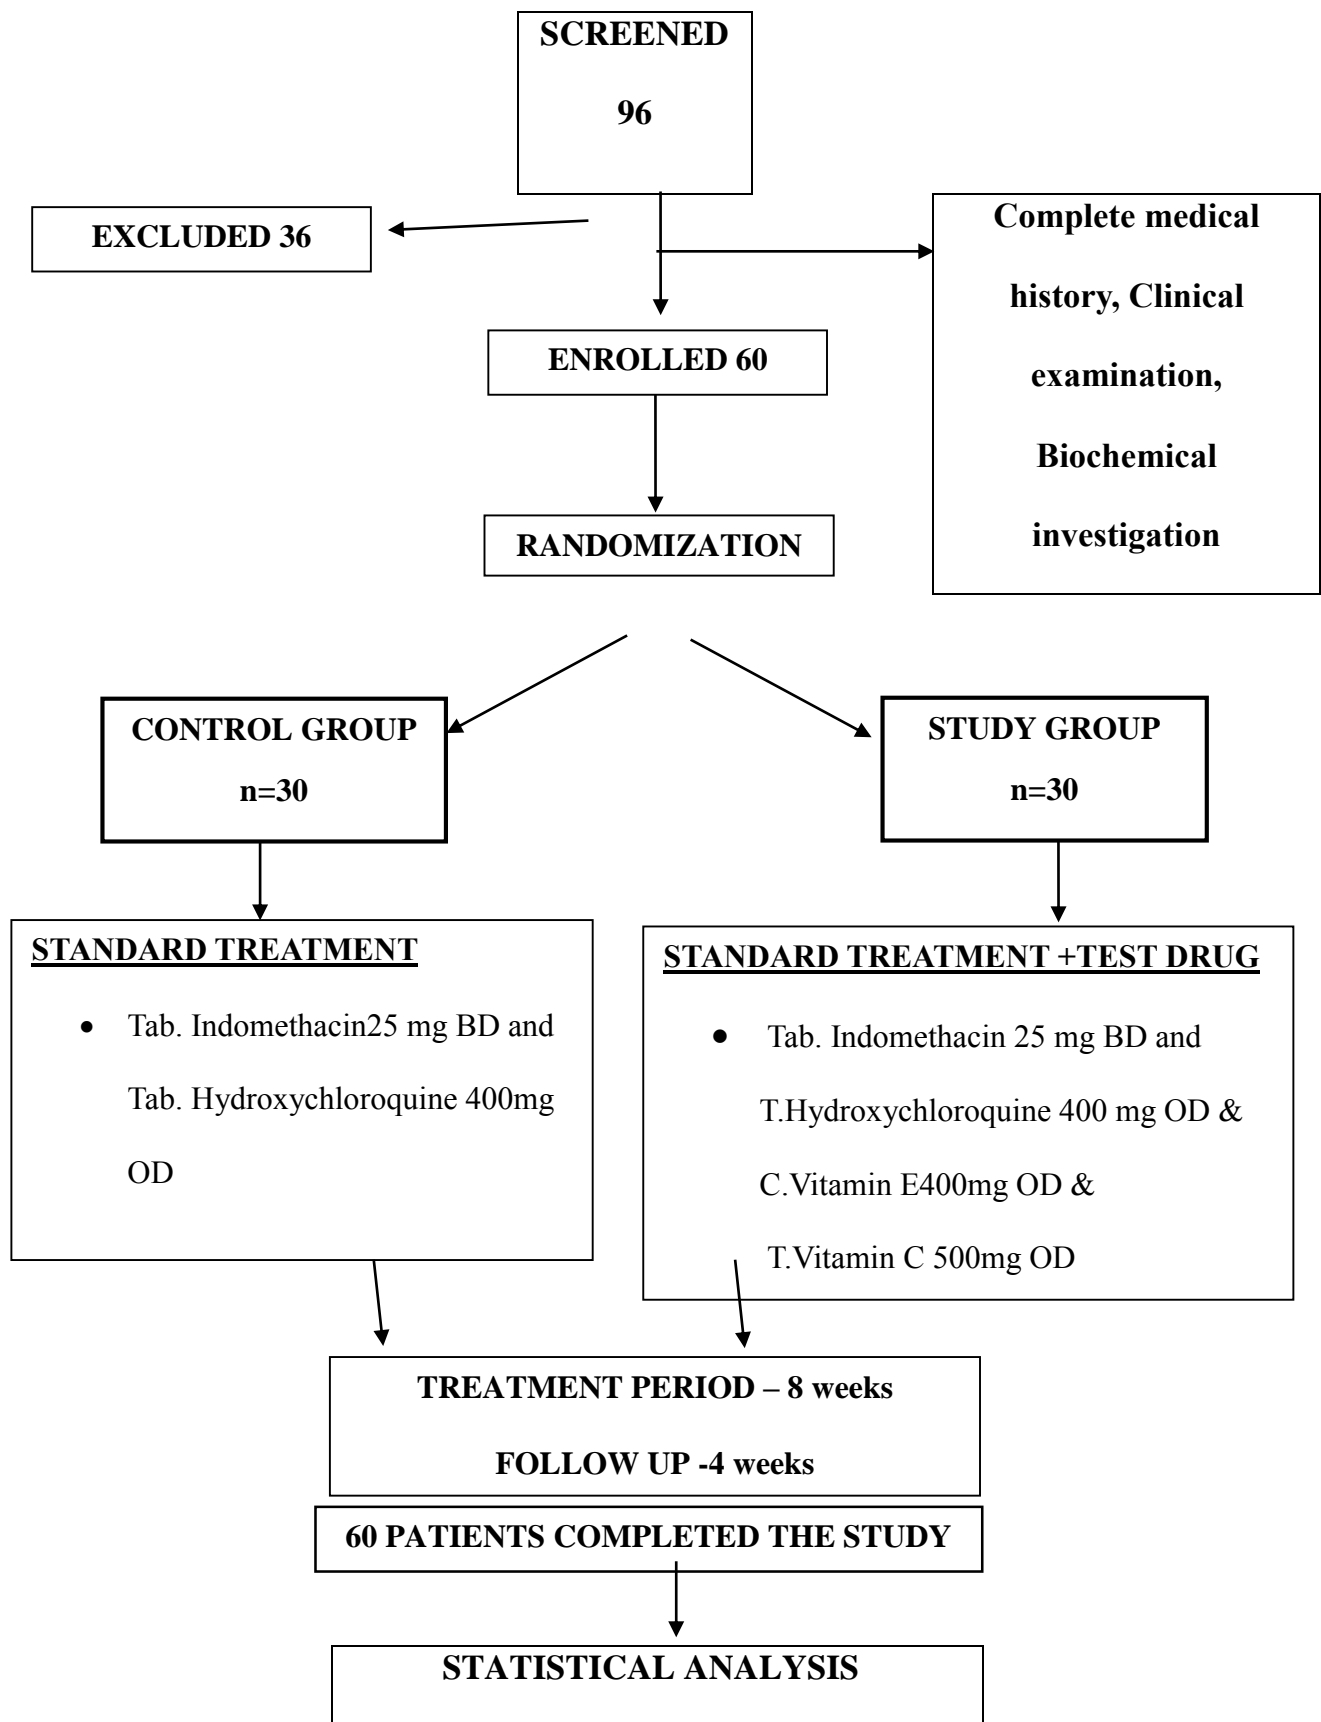 SCREENED
96
EXCLUDED 36
Complete medical
history, Clinical
examination,
Biochemical
investigation
ENROLLED 60
RANDOMIZATION
CONTROL GROUP
n=30
STUDY GROUP
n=30
STANDARD TREATMENT
• Tab. Indomethacin25 mg BD and
Tab. Hydroxychloroquine 400mg
OD
STANDARD TREATMENT +TEST DRUG
• Tab. Indomethacin 25 mg BD and
T.Hydroxychloroquine 400 mg OD &
C.Vitamin E400mg OD &
T.Vitamin C 500mg OD
TREATMENT PERIOD – 8 weeks
FOLLOW UP -4 weeks
60 PATIENTS COMPLETED THE STUDY
STATISTICAL ANALYSIS